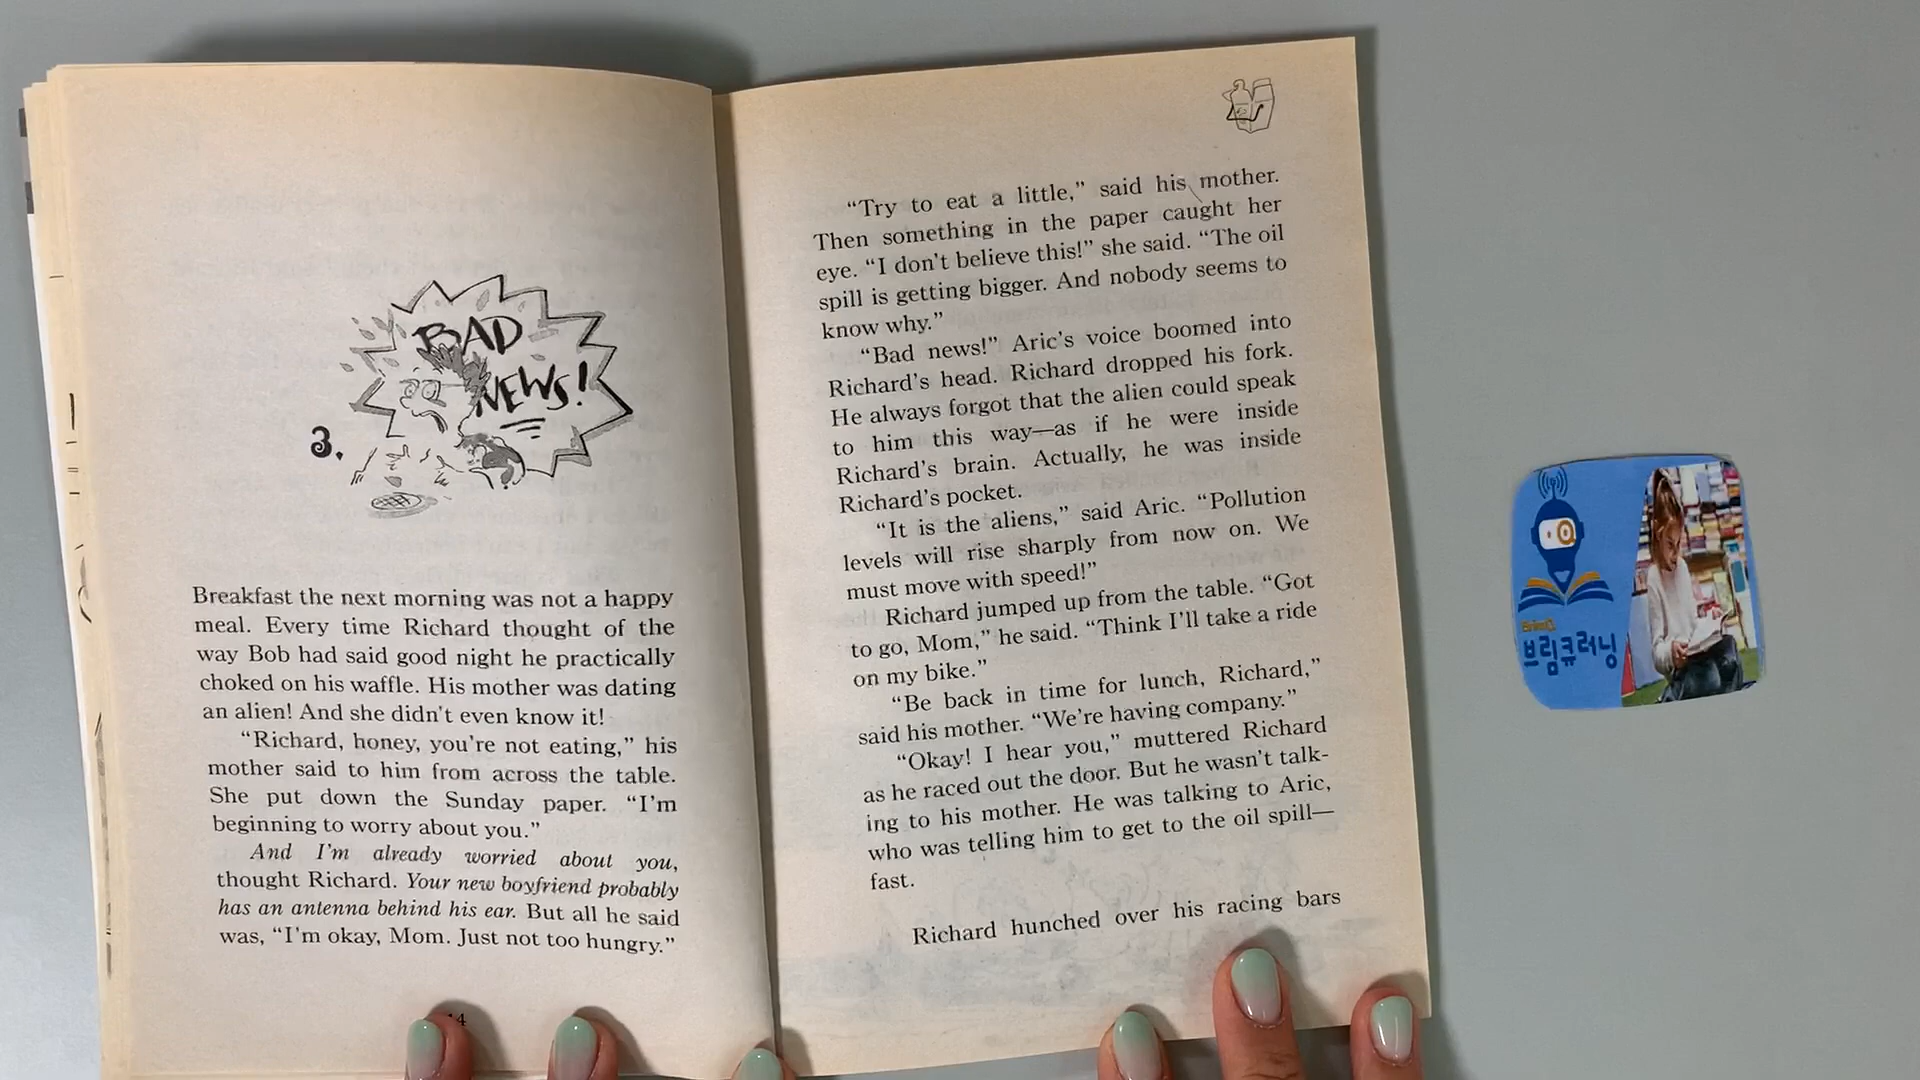 BAD
NEWS!
3.
Breakfast the next morning was not a happy
meal. Every time Richard thought of the
way Bob had said good night he practically
choked on his waffle. His mother was dating
an alien! And she didn't even know it!
“Richard, honey, you're not eating,” his
mother said to him from across the table.
She put down the Sunday paper. “I'm
beginning to worry about you.”
And I'm already worried about you,
thought Richard. Your new boyfriend probably
has an antenna behind his ear. But all he said
was, “I'm okay, Mom. Just not too hungry.”
“Try to eat a little,” said his mother.
Then something in the paper caught her
eye. “I don't believe this!” she said. “The oil
spill is getting bigger. And nobody seems to
know why.”
“Bad news!” Aric's voice boomed into
Richard's head. Richard dropped his fork.
He always forgot that the alien could speak
to him this way—as if he were inside
Richard's brain. Actually, he was inside
Richard's pocket.
“It is the aliens,” said Aric. “Pollution
levels will rise sharply from now on. We
must move with speed!”
Richard jumped up from the table. “Got
to go, Mom,” he said. “Think I'll take a ride
on my bike.”
“Be back in time for lunch, Richard,”
said his mother. “We're having company.”
“Okay! I hear you,” muttered Richard
as he raced out the door. But he wasn't talk-
ing to his mother. He was talking to Aric,
who was telling him to get to the oil spill—
fast.
Richard hunched over his racing bars
브림큐러닝